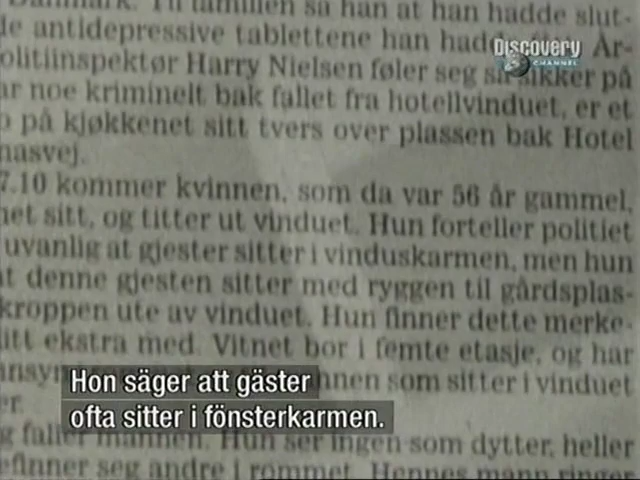 Danmark. Til familien sa han at han hadde slut-
de antidepressive tablettene han hadde
Discovery
CHANNEL
År-
olitiinspektør Harry Nielsen føler seg sikker på
ar noe kriminelt bak fallet fra hotellvinduet, er et
på kjøkkenet sitt tvers over plassen bak Hotel
nasvej.
7.10 kommer kvinnen, som da var 56 år gammel,
net sitt, og titter ut vinduet. Hun forteller politiet
uvanlig at gjester sitter i vinduskarmen, men hun
at denne gjesten sitter med ryggen til gårdsplas-
kroppen ute av vinduet. Hun finner dette merke-
itt ekstra med. Vitnet bor i femte etasje, og har
nnen som sitter i vinduet
Hon säger att gäster
ofta sitter i fönsterkarmen.
er.
g faller mannen. Hun ser ingen som dytter, heller
efinner seg andre i rommet. Hennes mann ringer